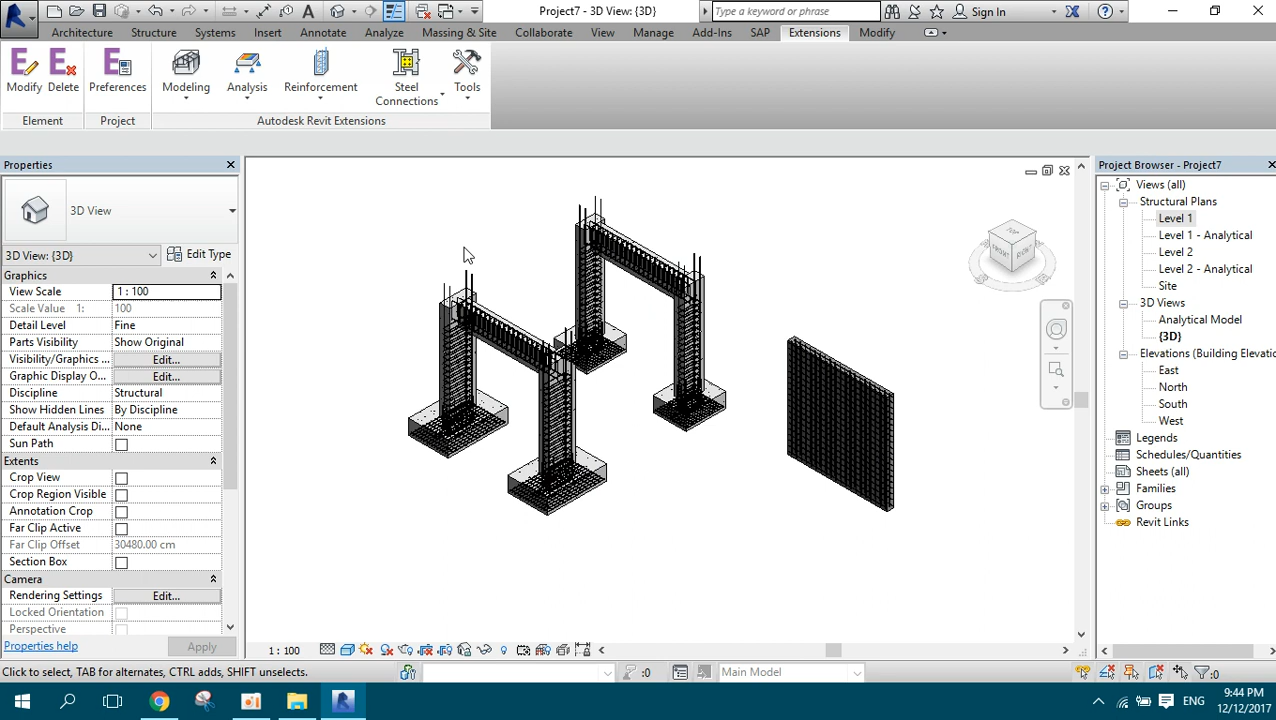 Project7 - 3D View: {3D}
Type a keyword or phrase
Sign In
Architecture Structure Systems Insert Annotate Analyze Massing & Site Collaborate View Manage Add-Ins SAP Extensions Modify
Modify Delete Preferences Modeling Analysis Reinforcement Steel Connections Tools
Element Project Autodesk Revit Extensions
Properties
3D View
3D View: {3D} Edit Type
Graphics
View Scale 1 : 100
Scale Value 1: 100
Detail Level Fine
Parts Visibility Show Original
Visibility/Graphics ... Edit...
Graphic Display O... Edit...
Discipline Structural
Show Hidden Lines By Discipline
Default Analysis Di... None
Sun Path
Extents
Crop View
Crop Region Visible
Annotation Crop
Far Clip Active
Far Clip Offset 30480.00 cm
Section Box
Camera
Rendering Settings Edit...
Locked Orientation
Perspective
Properties help Apply
TOP
FRONT RIGHT
1 : 100
Project Browser - Project7
Views (all)
Structural Plans
Level 1
Level 1 - Analytical
Level 2
Level 2 - Analytical
Site
3D Views
Analytical Model
{3D}
Elevations (Building Elevatio
East
North
South
West
Legends
Schedules/Quantities
Sheets (all)
Families
Groups
Revit Links
Click to select, TAB for alternates, CTRL adds, SHIFT unselects. :0 Main Model :0
ENG 9:44 PM
12/12/2017